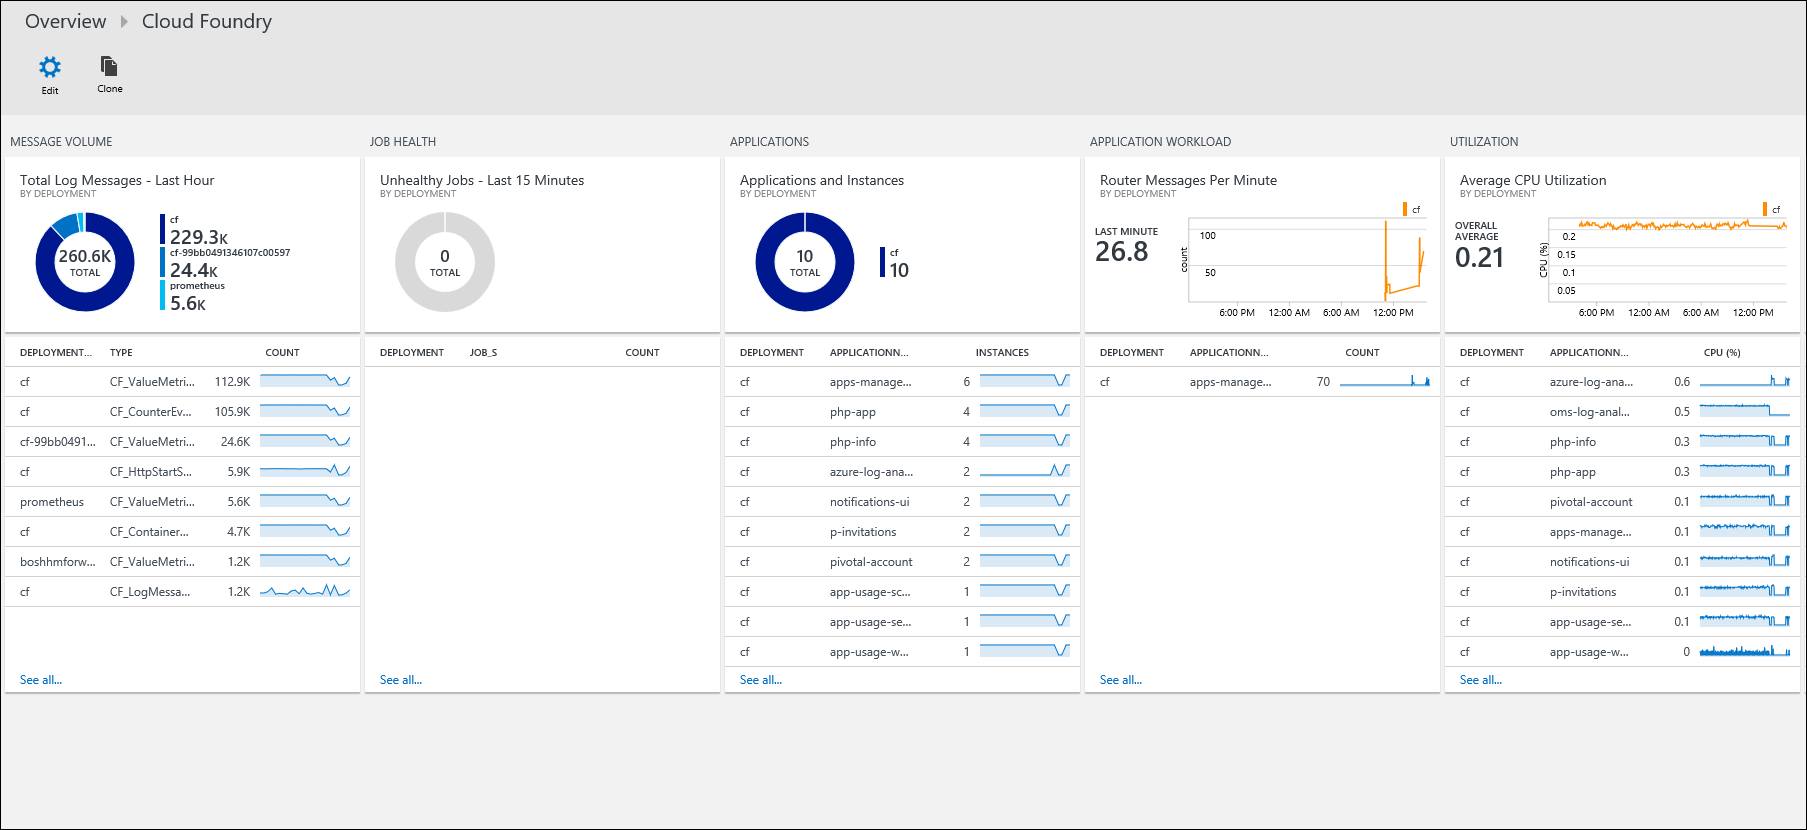 Overview Cloud Foundry
Edit
Clone
MESSAGE VOLUME
Total Log Messages - Last Hour
BY DEPLOYMENT
260.6K
TOTAL
cf
229.3K
cf-99bb0491346107c00597
24.4K
prometheus
5.6K
DEPLOYMENT... TYPE COUNT
cf CF_ValueMetri... 112.9K
cf CF_CounterEv... 105.9K
cf-99bb0491... CF_ValueMetri... 24.6K
cf CF_HttpStartS... 5.9K
prometheus CF_ValueMetri... 5.6K
cf CF_Container... 4.7K
boshhmforw... CF_ValueMetri... 1.2K
cf CF_LogMessa... 1.2K
See all...
JOB HEALTH
Unhealthy Jobs - Last 15 Minutes
BY DEPLOYMENT
0
TOTAL
DEPLOYMENT JOB_S COUNT
See all...
APPLICATIONS
Applications and Instances
BY DEPLOYMENT
10
TOTAL
cf
10
DEPLOYMENT APPLICATIONN... INSTANCES
cf apps-manage... 6
cf php-app 4
cf php-info 4
cf azure-log-ana... 2
cf notifications-ui 2
cf p-invitations 2
cf pivotal-account 2
cf app-usage-sc... 1
cf app-usage-se... 1
cf app-usage-w... 1
See all...
APPLICATION WORKLOAD
Router Messages Per Minute
BY DEPLOYMENT
LAST MINUTE
26.8
cf
count
100
50
6:00 PM 12:00 AM 6:00 AM 12:00 PM
DEPLOYMENT APPLICATIONN... COUNT
cf apps-manage... 70
See all...
UTILIZATION
Average CPU Utilization
BY DEPLOYMENT
OVERALL
AVERAGE
0.21
cf
CPU (%)
0.2
0.15
0.1
0.05
6:00 PM 12:00 AM 6:00 AM 12:00 PM
DEPLOYMENT APPLICATIONN... CPU (%)
cf azure-log-ana... 0.6
cf oms-log-anal... 0.5
cf php-info 0.3
cf php-app 0.3
cf pivotal-account 0.1
cf apps-manage... 0.1
cf notifications-ui 0.1
cf p-invitations 0.1
cf app-usage-se... 0.1
cf app-usage-w... 0
See all...